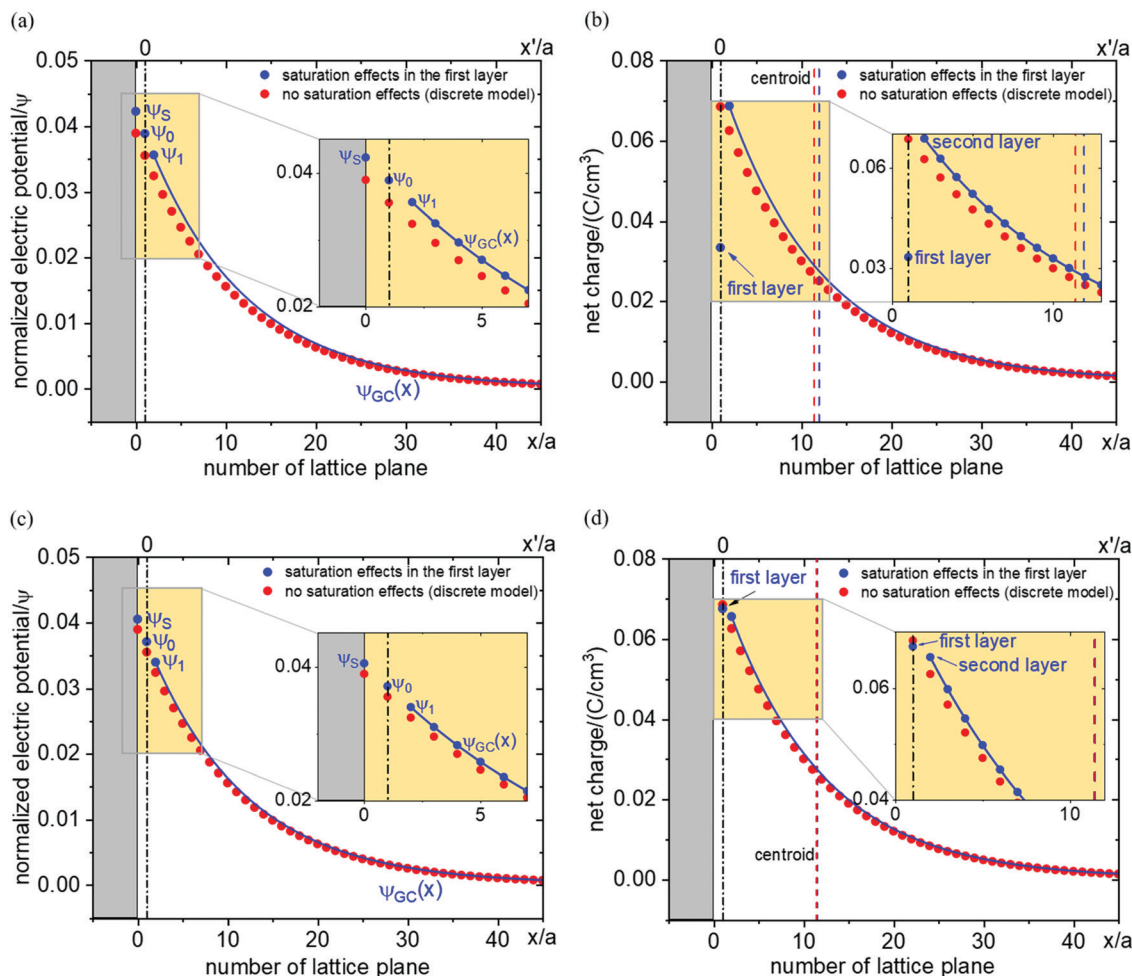 (a)
0
x'/a
0.05
0.04
0.03
0.02
0.01
0.00
normalized electric potential/ψ
saturation effects in the first layer
no saturation effects (discrete model)
ψS
ψ0
ψ1
0.04
0.02
ψS
ψ0
ψ1
ψGC(x)
0
5
ψGC(x)
0
10
20
30
40
x/a
number of lattice plane
(b)
0
x'/a
0.08
0.06
0.04
0.02
0.00
net charge/(C/cm³)
centroid
saturation effects in the first layer
no saturation effects (discrete model)
first layer
0.06
0.03
second layer
first layer
0
10
0
10
20
30
40
x/a
number of lattice plane
(c)
0
x'/a
0.05
0.04
0.03
0.02
0.01
0.00
normalized electric potential/ψ
saturation effects in the first layer
no saturation effects (discrete model)
ψS
ψ0
ψ1
0.04
0.02
ψS
ψ0
ψ1
ψGC(x)
0
5
ψGC(x)
0
10
20
30
40
x/a
number of lattice plane
(d)
0
x'/a
0.08
0.06
0.04
0.02
0.00
net charge/(C/cm³)
saturation effects in the first layer
no saturation effects (discrete model)
first layer
first layer
second layer
0.06
0.04
0
10
centroid
0
10
20
30
40
x/a
number of lattice plane